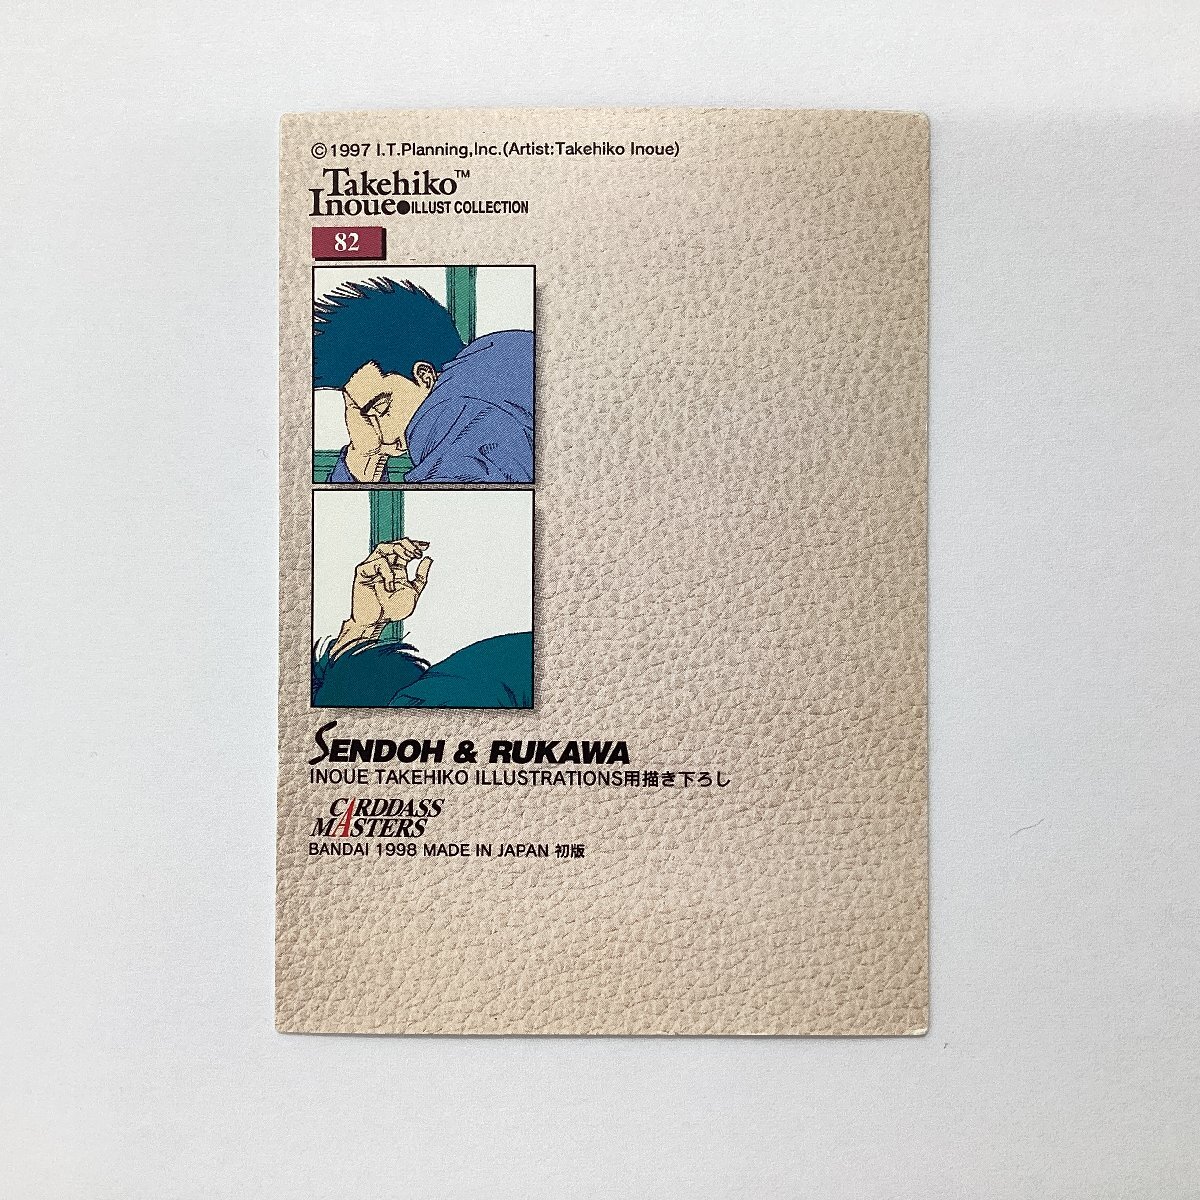 ©1997 I.T.Planning,Inc.(Artist:Takehiko Inoue)
Takehiko™
Inoue●ILLUST COLLECTION
82
SENDOH & RUKAWA
INOUE TAKEHIKO ILLUSTRATIONS用描き下ろし
CARDDASS
MASTERS
BANDAI 1998 MADE IN JAPAN 初版